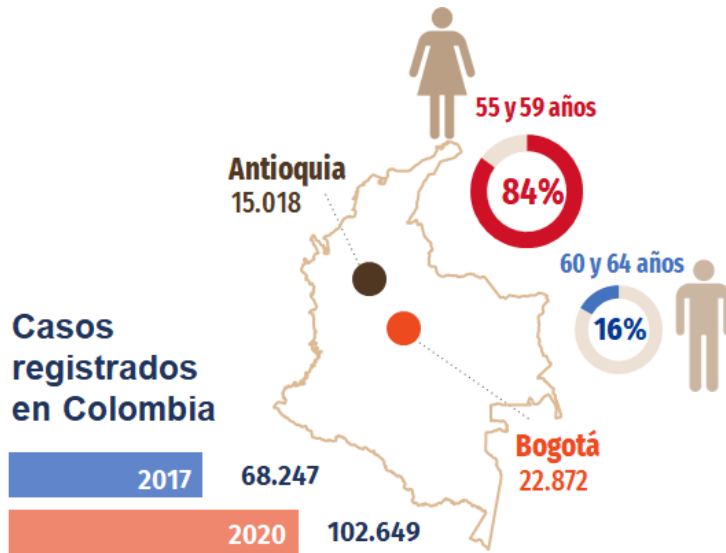 55 y 59 años
84%
Antioquia
15.018
60 y 64 años
16%
Casos
registrados
en Colombia
Bogotá
22.872
2017 68.247
2020 102.649